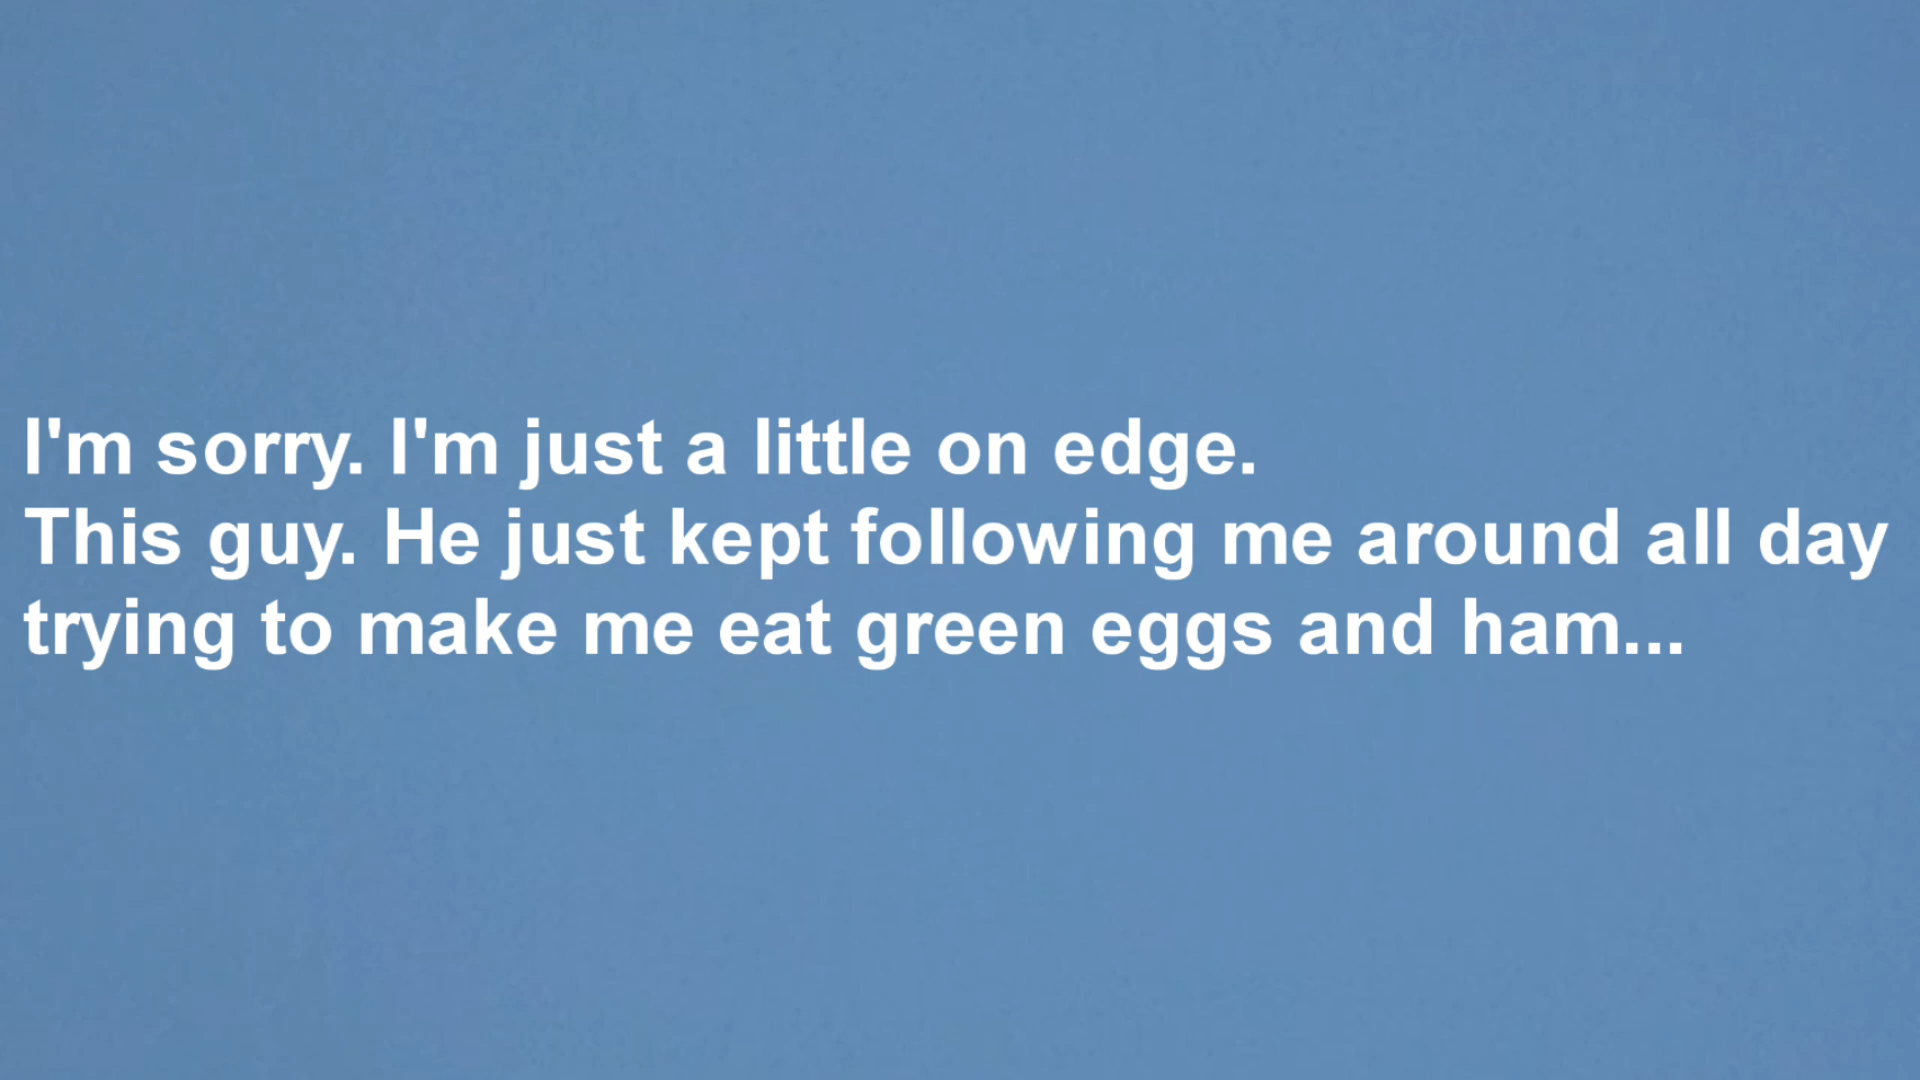 I'm sorry. I'm just a little on edge.
This guy. He just kept following me around all day
trying to make me eat green eggs and ham...